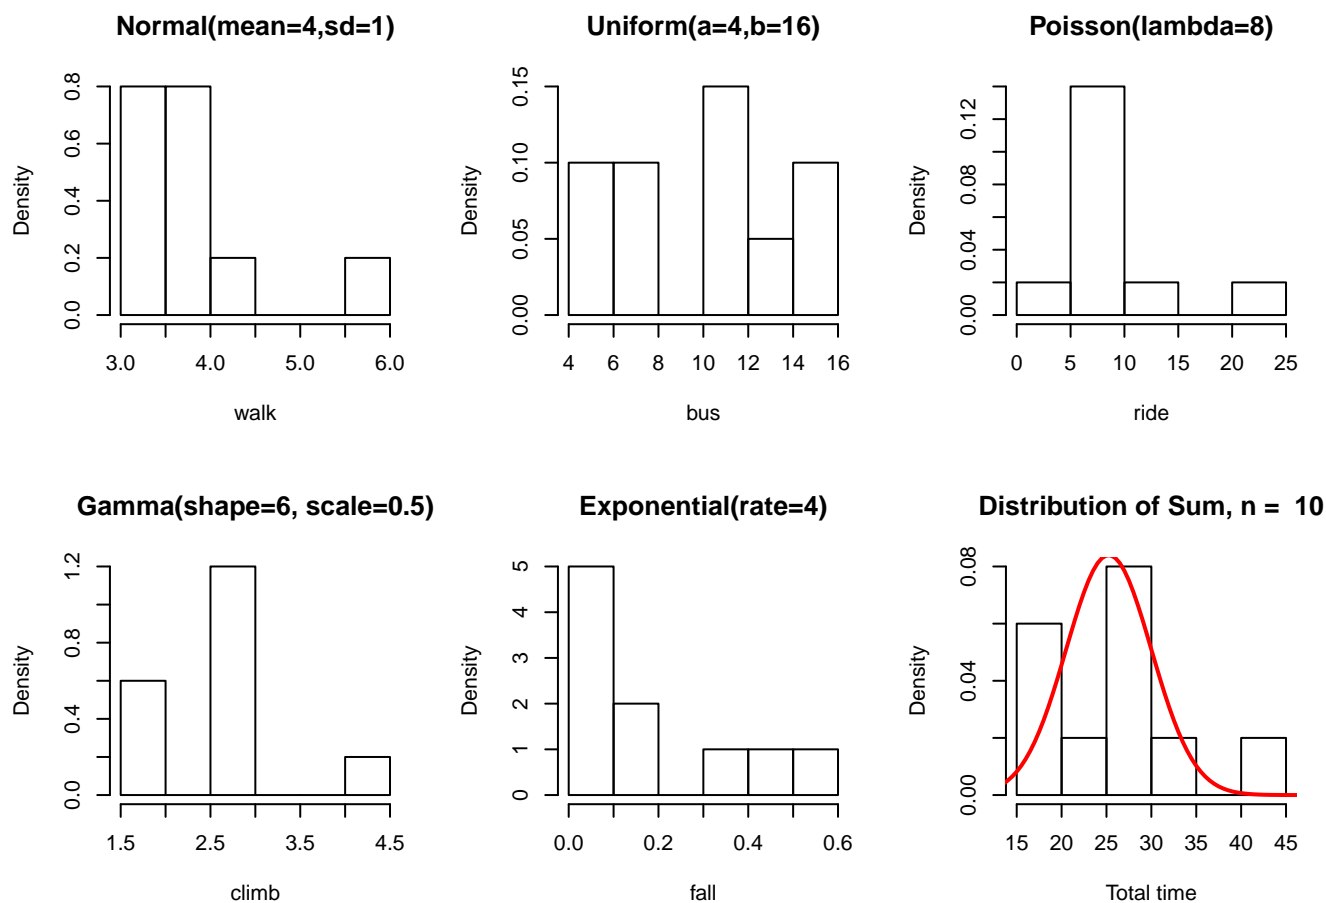 Normal(mean=4,sd=1)
Density
0.0 0.2 0.4 0.6 0.8
3.0 4.0 5.0 6.0
walk
Uniform(a=4,b=16)
Density
0.00 0.05 0.10 0.15
4 6 8 10 12 14 16
bus
Poisson(lambda=8)
Density
0.00 0.04 0.08 0.12
0 5 10 15 20 25
ride
Gamma(shape=6, scale=0.5)
Density
0.0 0.4 0.8 1.2
1.5 2.5 3.5 4.5
climb
Exponential(rate=4)
Density
0 1 2 3 4 5
0.0 0.2 0.4 0.6
fall
Distribution of Sum, n =  10
Density
0.00 0.04 0.08
15 20 25 30 35 40 45
Total time